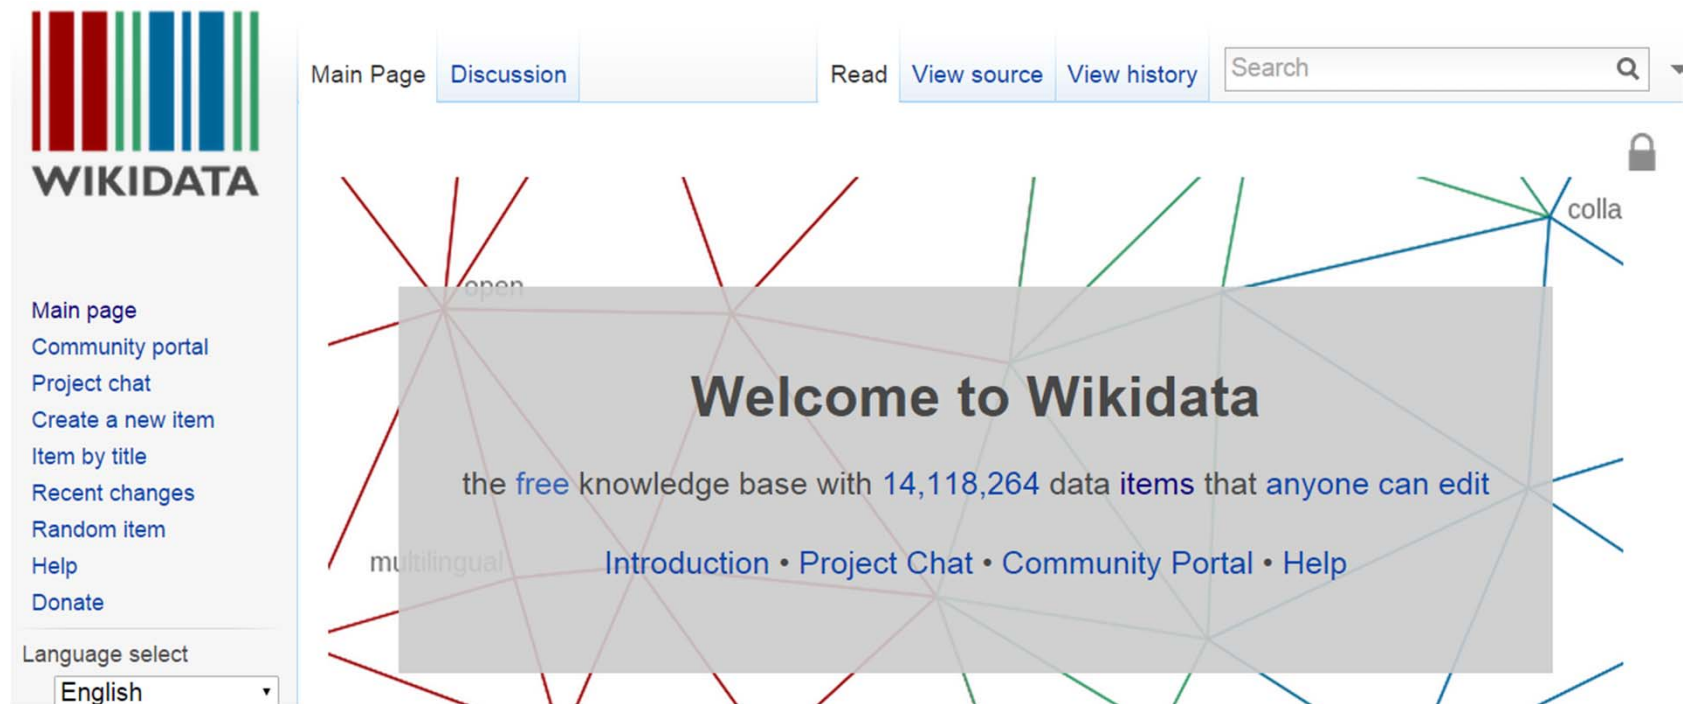 WIKIDATA
Main page
Community portal
Project chat
Create a new item
Item by title
Recent changes
Random item
Help
Donate
Language select
English
Main Page Discussion Read View source View history Search
colla
open
Welcome to Wikidata
the free knowledge base with 14,118,264 data items that anyone can edit
multilingual
Introduction • Project Chat • Community Portal • Help